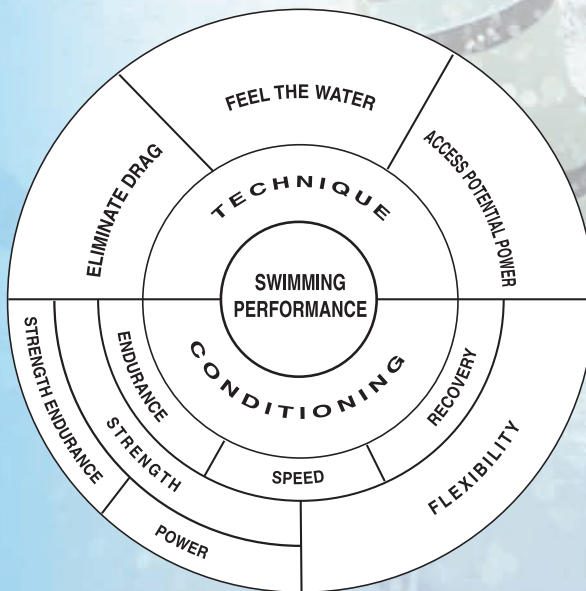 FEEL THE WATER
ELIMINATE DRAG
ACCESS POTENTIAL POWER
TECHNIQUE
SWIMMING
PERFORMANCE
CONDITIONING
ENDURANCE
SPEED
RECOVERY
STRENGTH
STRENGTH ENDURANCE
POWER
FLEXIBILITY